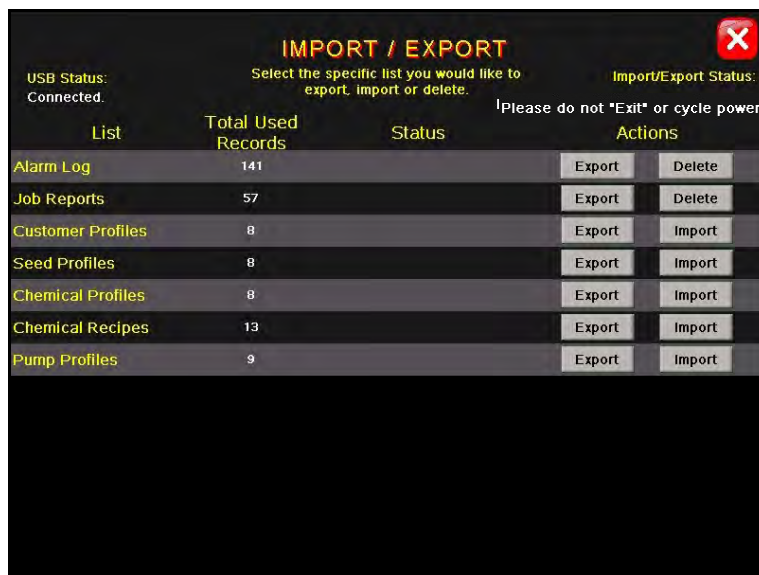 IMPORT / EXPORT
USB Status:
Connected.
Select the specific list you would like to
export, import or delete.
Import/Export Status:
!Please do not "Exit" or cycle power
List
Total Used
Records
Status
Actions
Alarm Log 141 Export Delete
Job Reports 57 Export Delete
Customer Profiles 8 Export Import
Seed Profiles 8 Export Import
Chemical Profiles 8 Export Import
Chemical Recipes 13 Export Import
Pump Profiles 9 Export Import